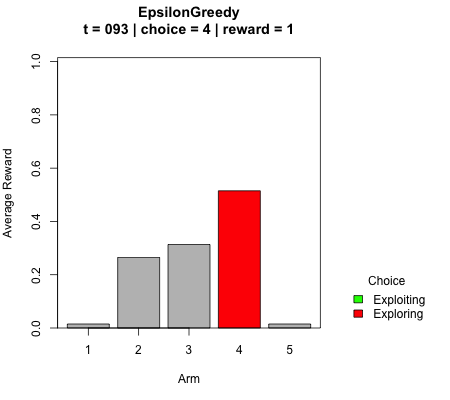 EpsilonGreedy
t = 093 | choice = 4 | reward = 1
Average Reward
1.0
0.8
0.6
0.4
0.2
0.0
1 2 3 4 5
Arm
Choice
Exploiting
Exploring